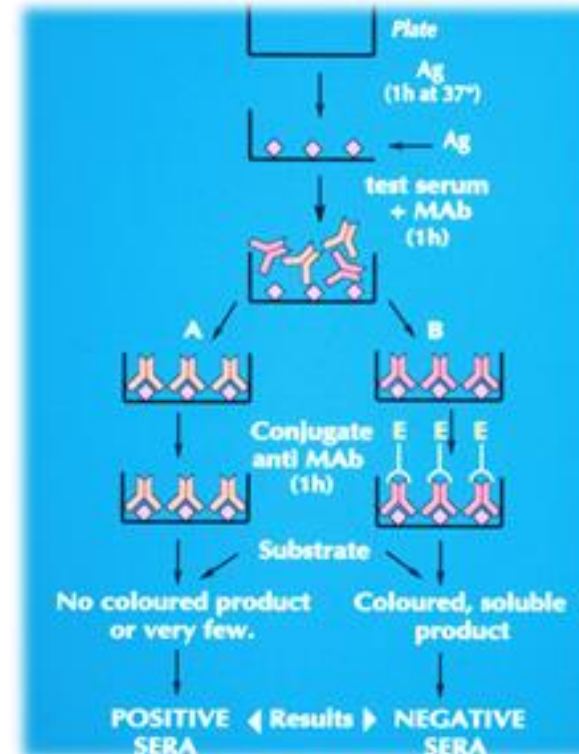 Plate
Ag
(1h at 37°)
Ag
test serum
+ MAb
(1h)
A
B
Conjugate
anti MAb
(1h)
E E E
Substrate
No coloured product
or very few.
Coloured, soluble
product
POSITIVE
SERA
Results
NEGATIVE
SERA